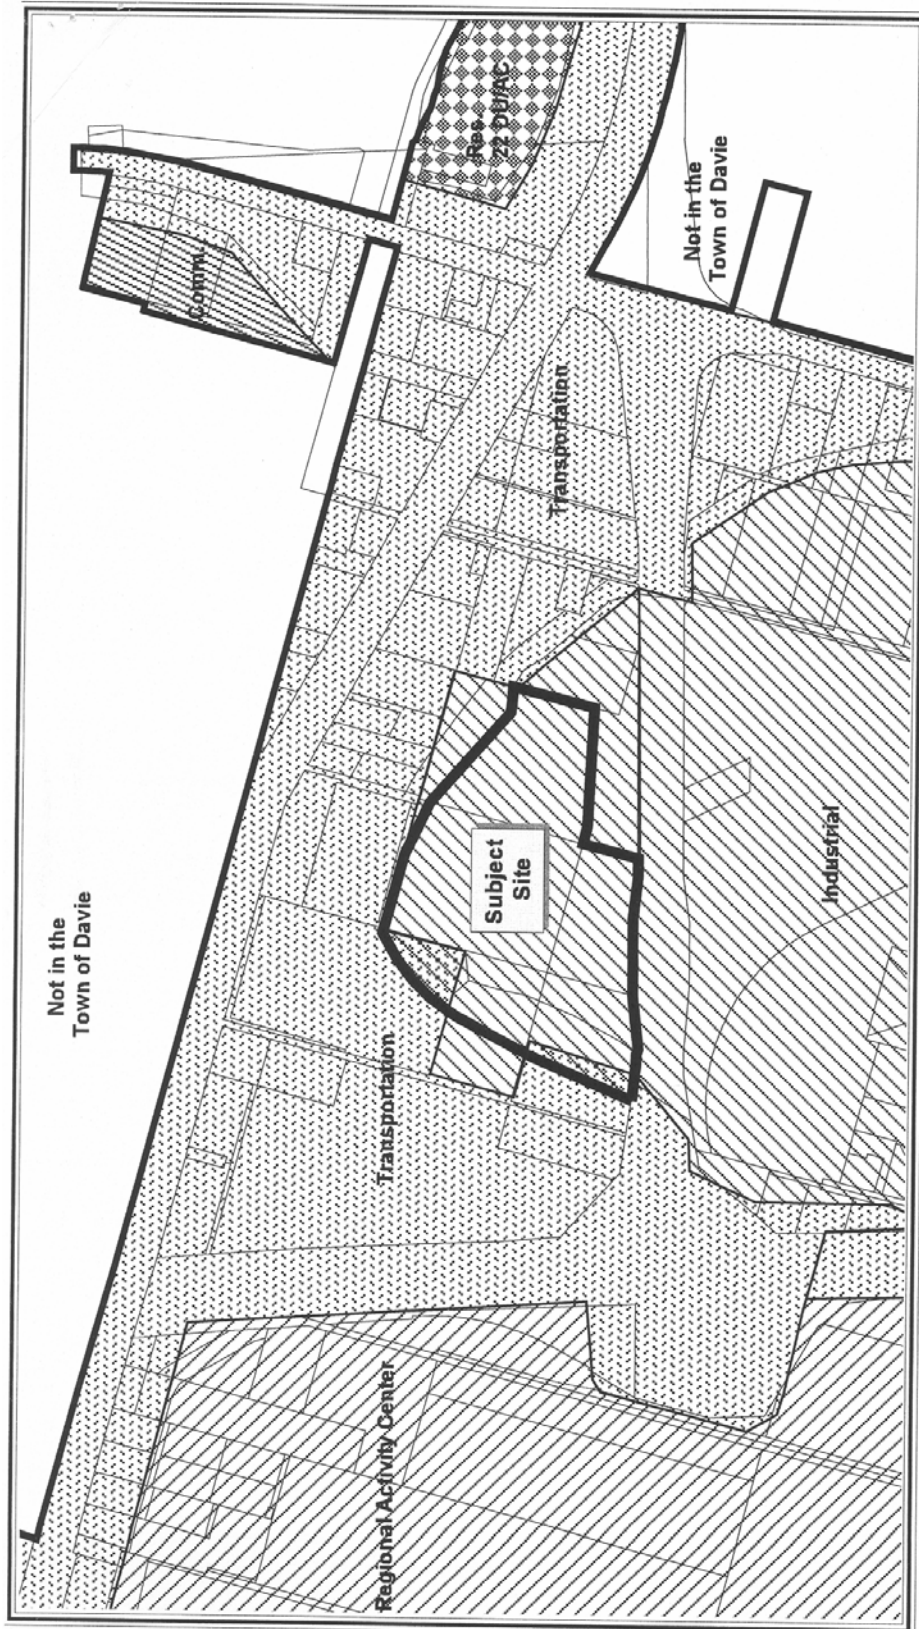 Not in the
Town of Davie
Comm.
Res.
22 DU/AC
Not in the
Town of Davie
Transportation
Transportation
Subject
Site
Industrial
Regional Activity Center